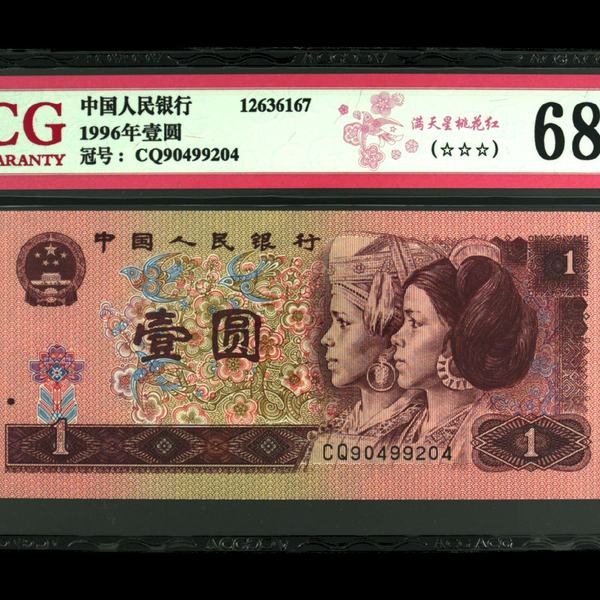 CG
ARANTY
中国人民银行 12636167
1996年壹圆
冠号： CQ90499204
满天星桃花红
(☆☆☆)
68
中国人民银行
1
壹圆
1
1
CQ90499204